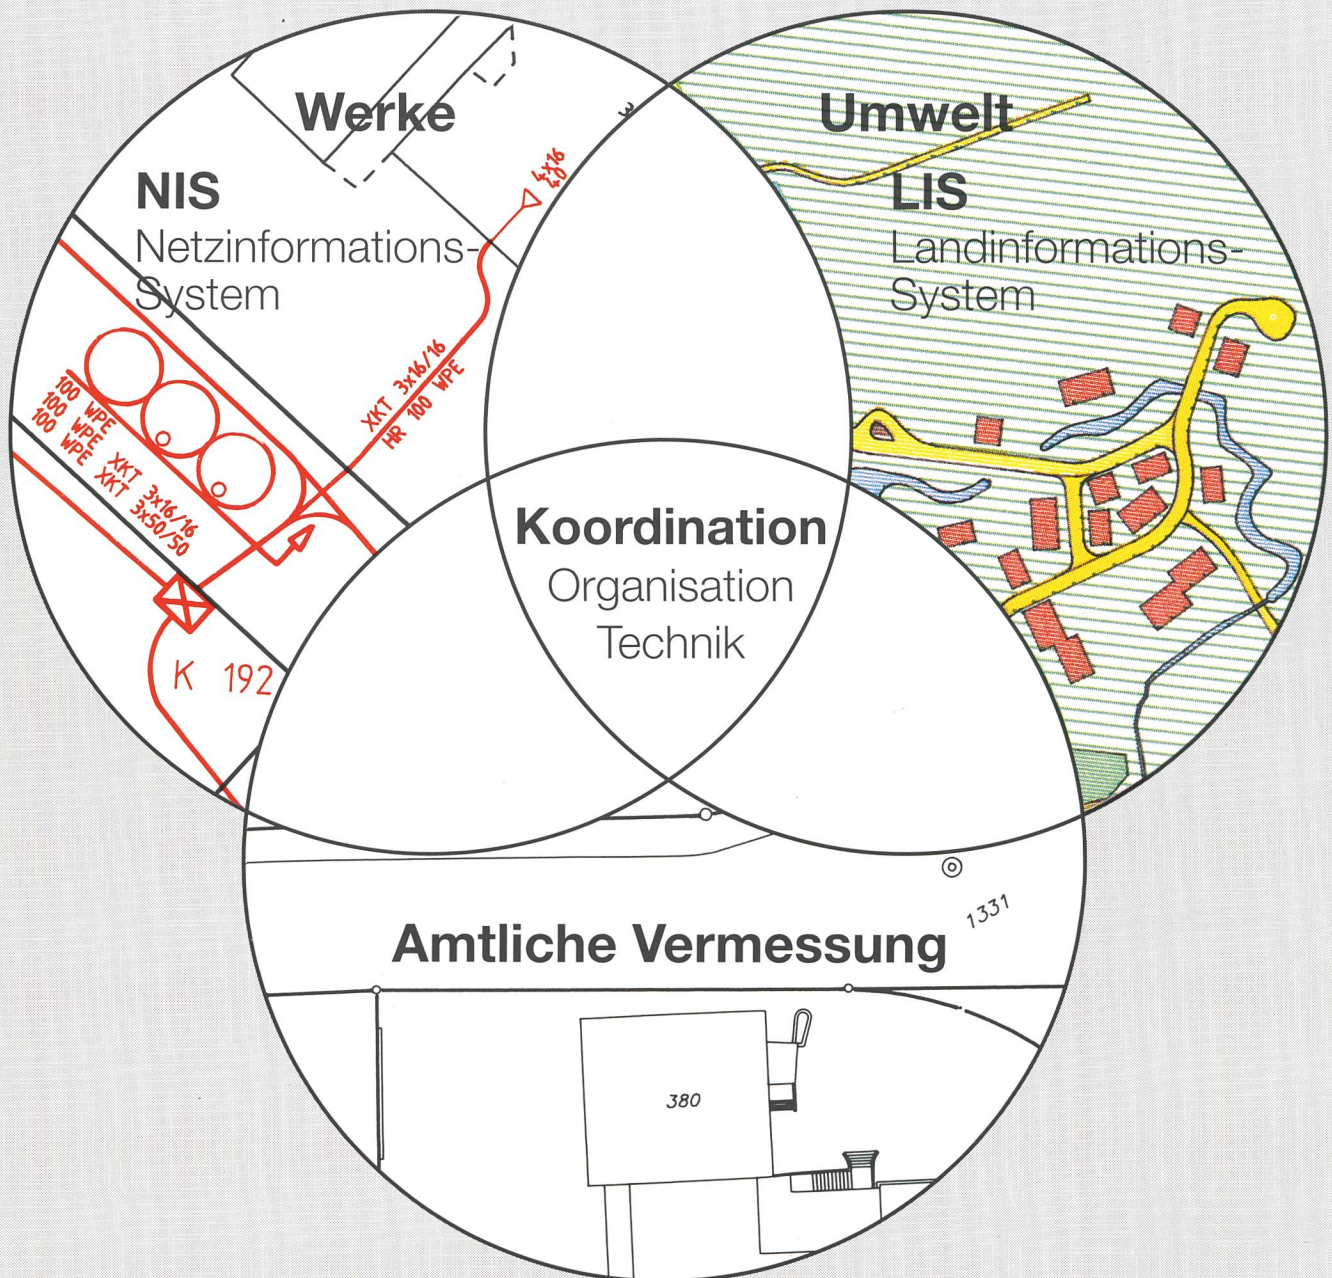 Werke
NIS
Netzinformations-
System
4x16
XKT 3x16/16
HR 100 WPE
100 WPE
100 WPE XKT 3x16/16
100 WPE XKT 3x50/50
K 192
Umwelt
LIS
Landinformations-
System
Koordination
Organisation
Technik
Amtliche Vermessung
1331
380